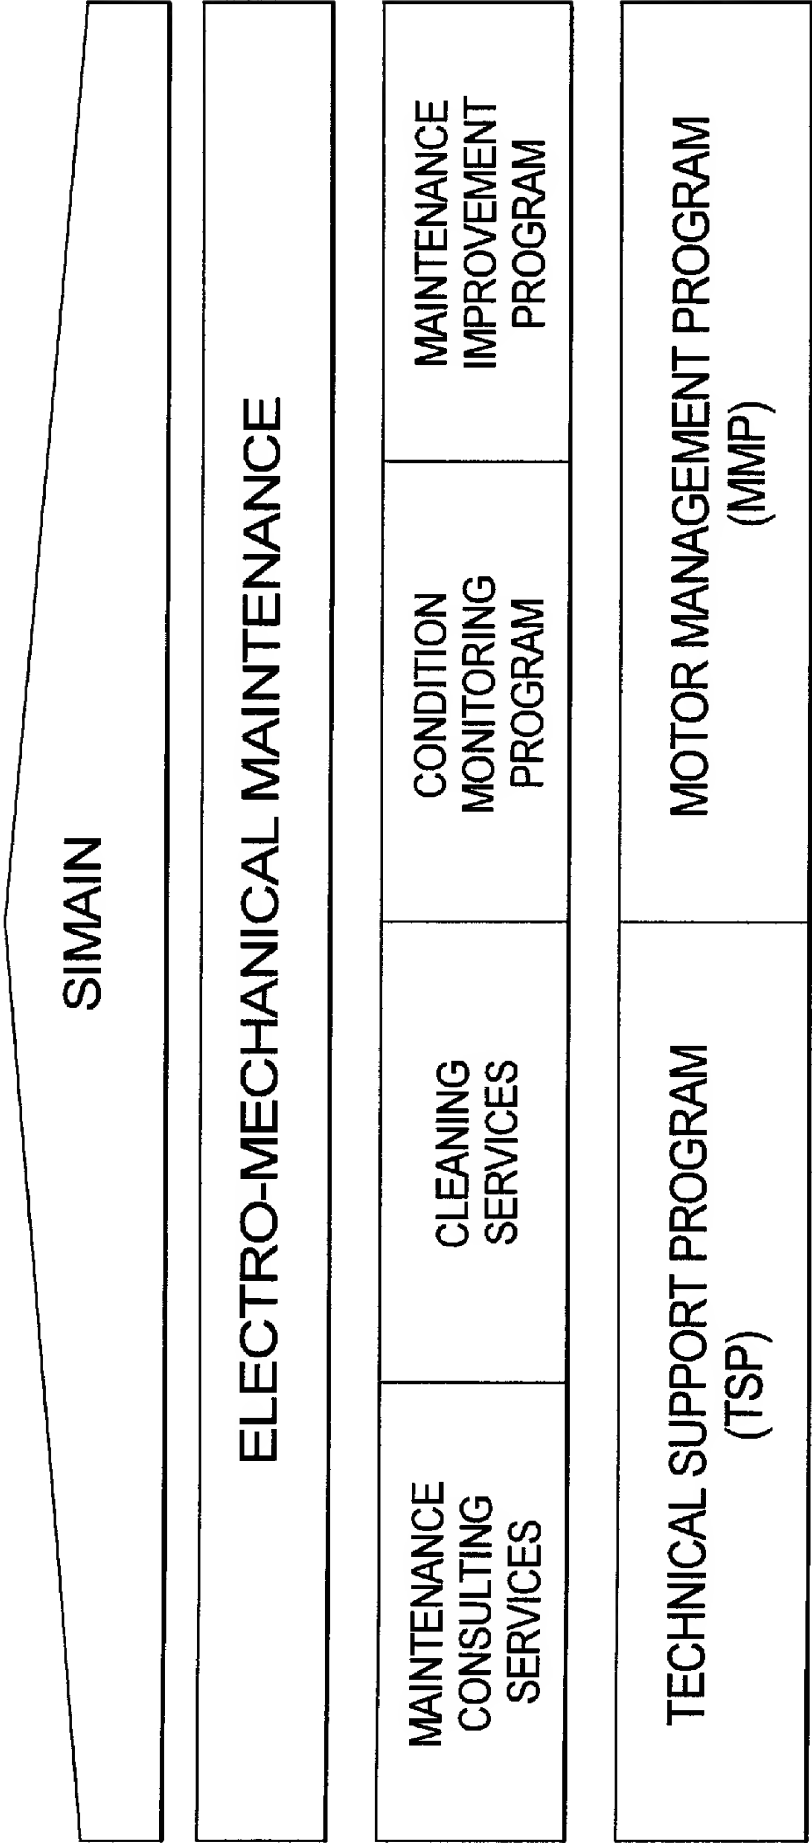 SIMAIN
ELECTRO-MECHANICAL MAINTENANCE
MAINTENANCE
CONSULTING
SERVICES
CLEANING
SERVICES
CONDITION
MONITORING
PROGRAM
MAINTENANCE
IMPROVEMENT
PROGRAM
TECHNICAL SUPPORT PROGRAM
(TSP)
MOTOR MANAGEMENT PROGRAM
(MMP)